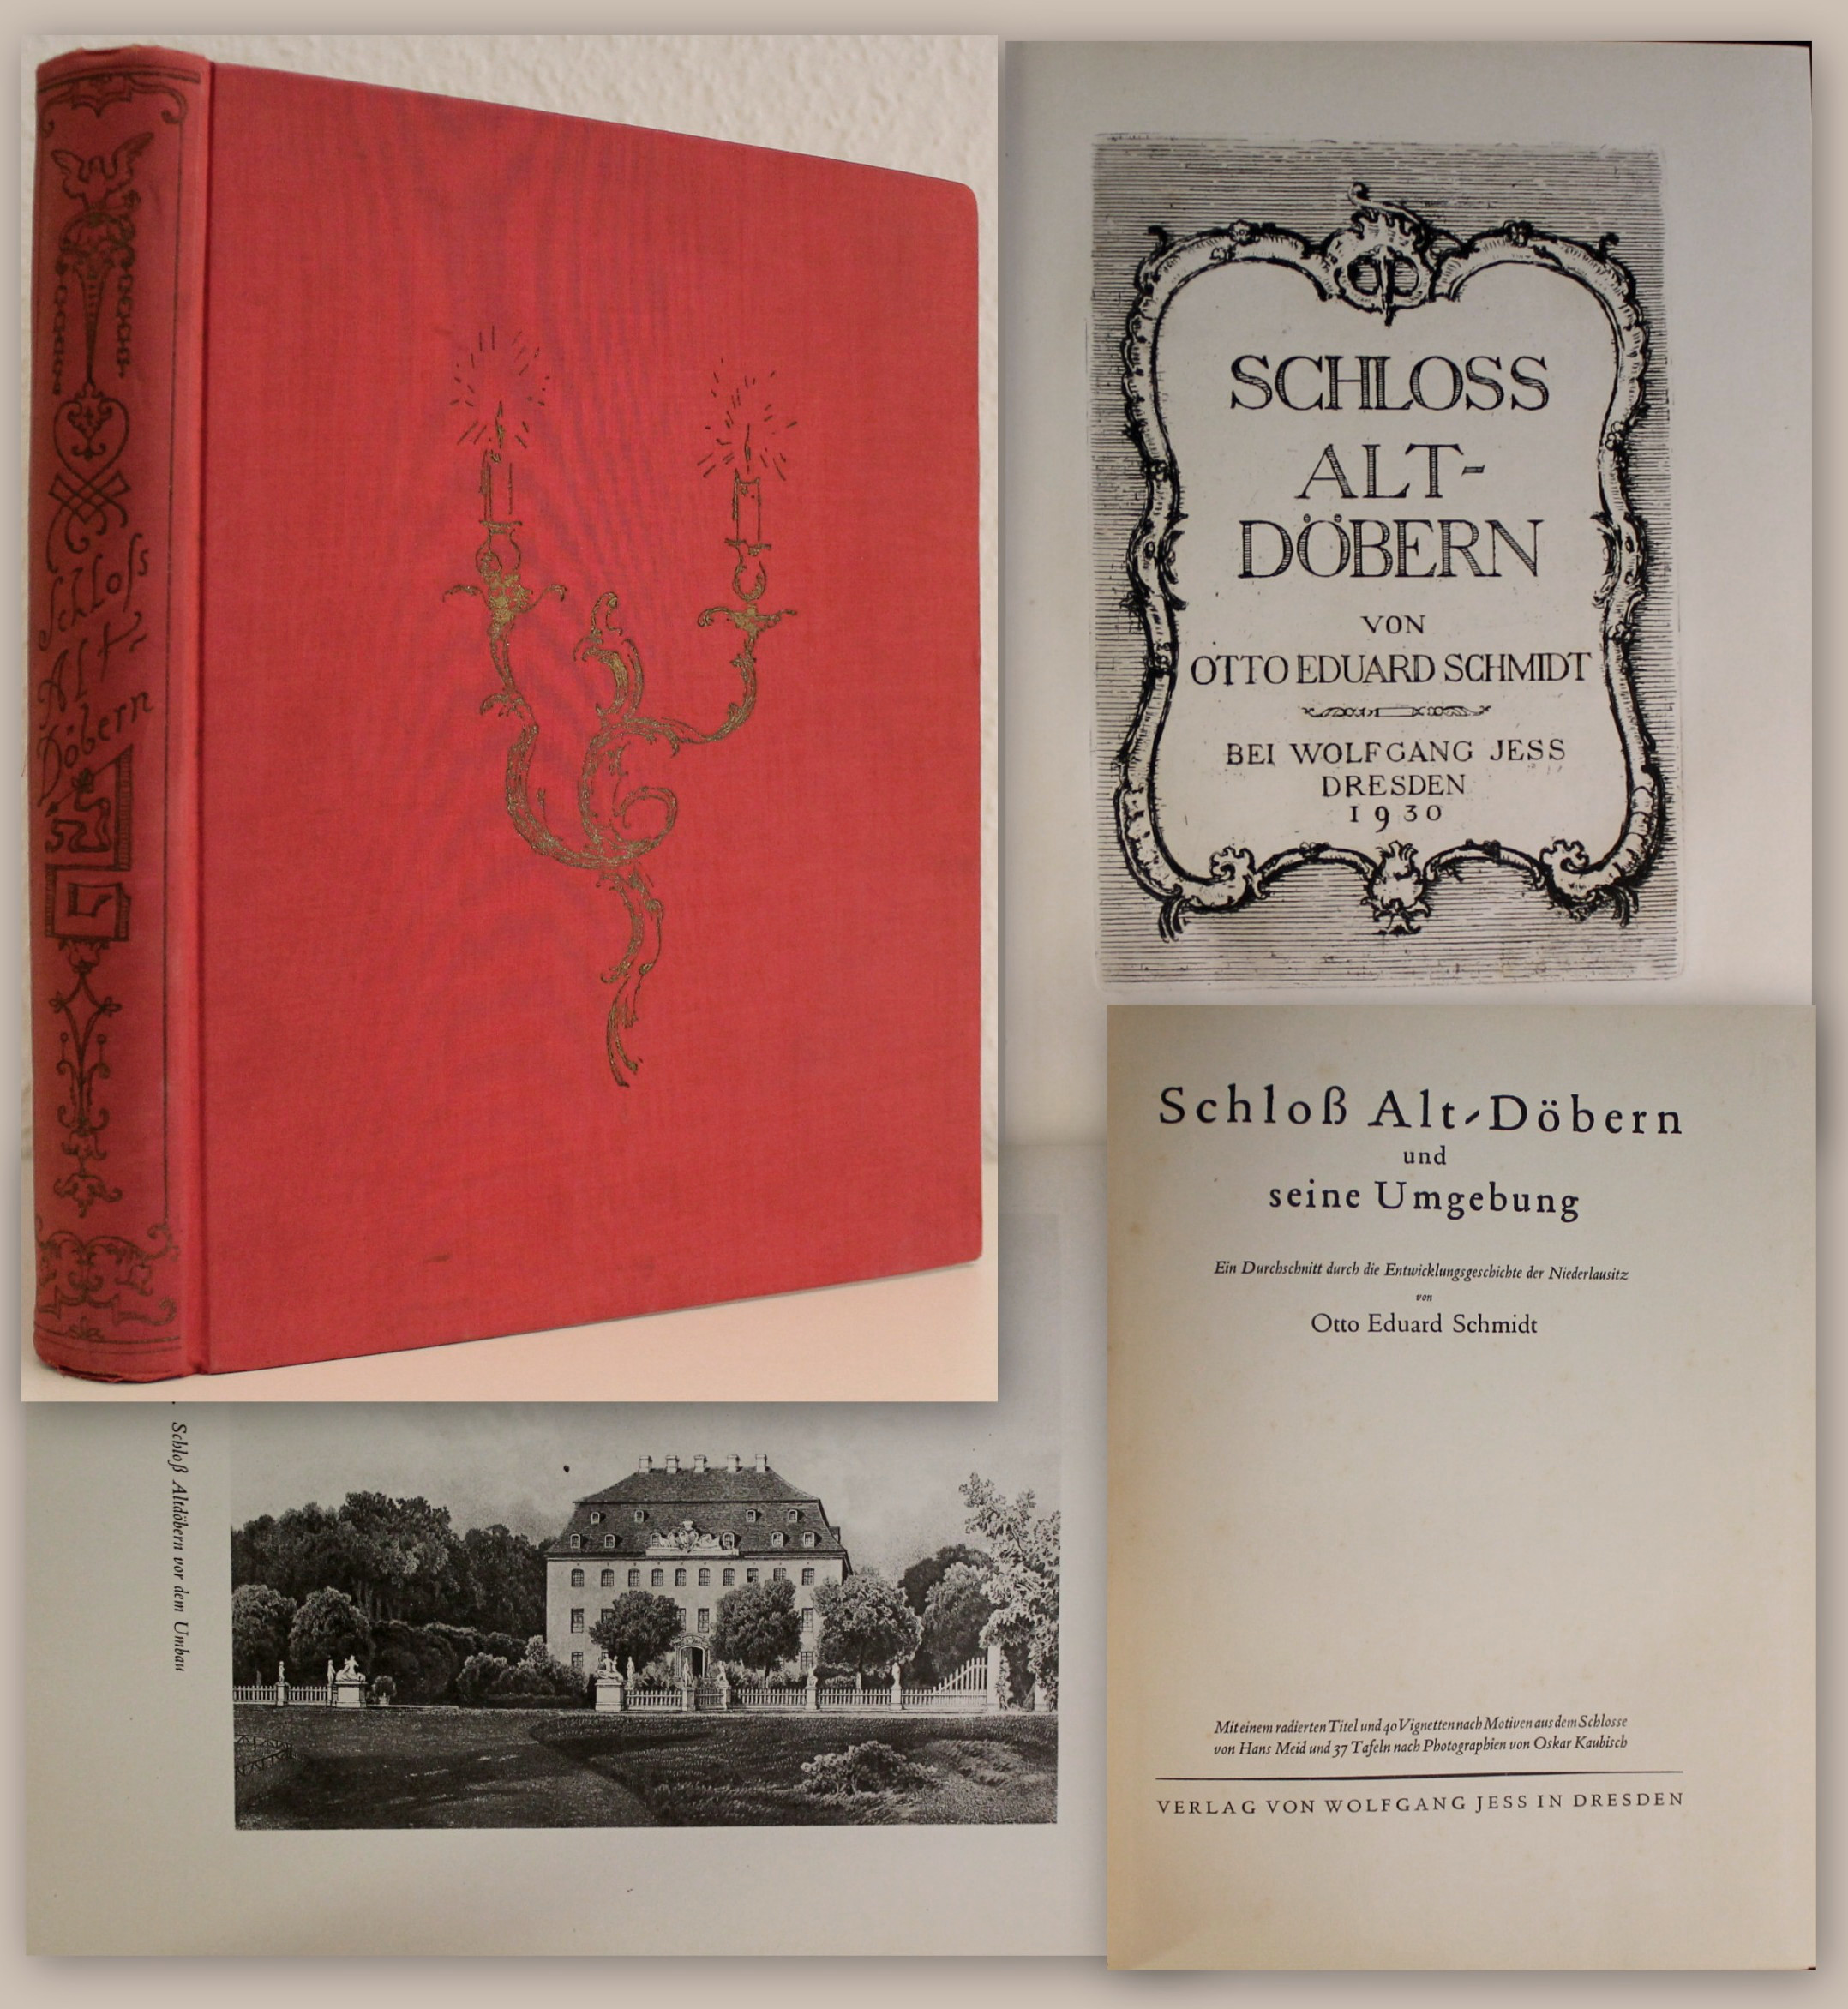 Schloss
Alt-
Döbern
SCHLOSS
ALT-
DÖBERN
VON
OTTO EDUARD SCHMIDT
BEI WOLFGANG JESS
DRESDEN
1930
Schloß Alt-Döbern
und
seine Umgebung
Ein Durchschnitt durch die Entwicklungsgeschichte der Niederlausitz
von
Otto Eduard Schmidt
Mit einem radierten Titel und 40 Vignetten nach Motiven aus dem Schlosse
von Hans Meid und 37 Tafeln nach Photographien von Oskar Kaubisch
VERLAG VON WOLFGANG JESS IN DRESDEN
Schloß Altdöbern vor dem Umbau